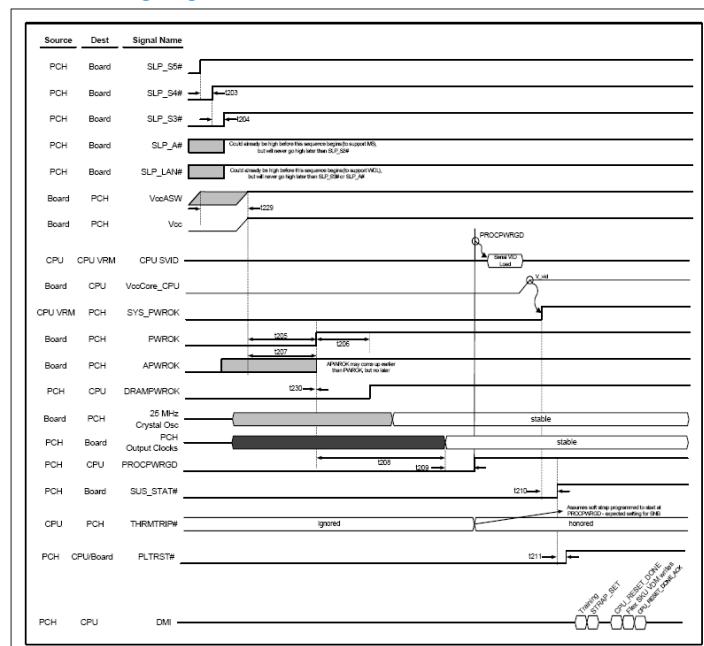 Source Dest Signal Name
PCH Board SLP_S5#
PCH Board SLP_S4# t203
PCH Board SLP_S3# t204
PCH Board SLP_A# Could already be high before this sequence begins(to support M3),
but will never go high later than SLP_S3#
PCH Board SLP_LAN# Could already be high before this sequence begins(to support WOL),
but will never go high later than SLP_S3# or SLP_A#
Board PCH VccASW
t229
Board PCH Vcc
PROCPWRGD
CPU CPU VRM CPU SVID Serial VID
Load
V_vid
Board CPU VccCore_CPU
CPU VRM PCH SYS_PWROK
Board PCH PWROK t205 t206
t207
Board PCH APWROK APWROK may come up earlier
than PWROK, but no later
PCH CPU DRAMPWROK t230
Board PCH 25 MHz
Crystal Osc stable
PCH Board PCH
Output Clocks stable
t208
PCH CPU PROCPWRGD t209
PCH Board SUS_STAT# t210
Assumes soft strap programmed to start at
PROCPWRGD - expected setting for SNB
CPU PCH THRMTRIP# ignored honored
PCH CPU/Board PLTRST# t211
Training
STRAP_SET
CPU_RESET_DONE
Flex SKU VDM writes
CPU_RESET_DONE_ACK
PCH CPU DMI